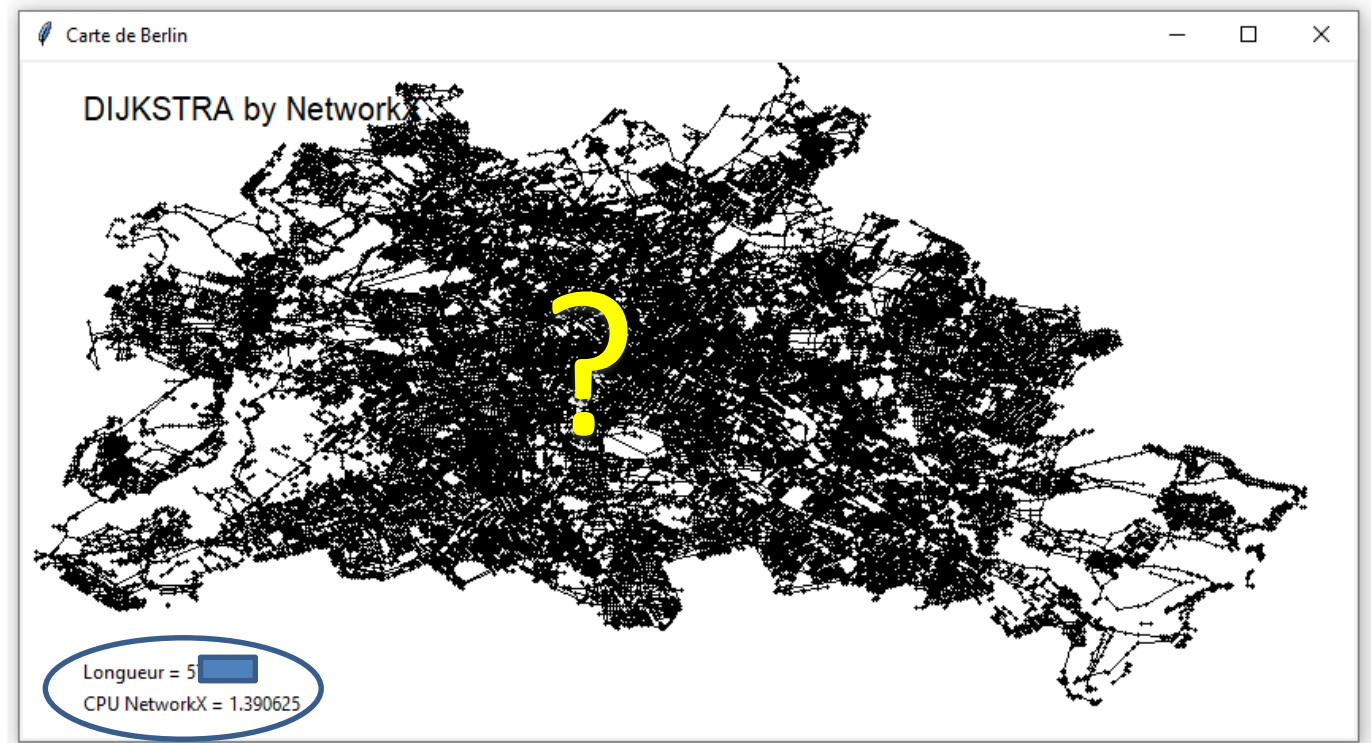 Carte de Berlin
DIJKSTRA by NetworkX
?
Longueur = 5
CPU NetworkX = 1.390625